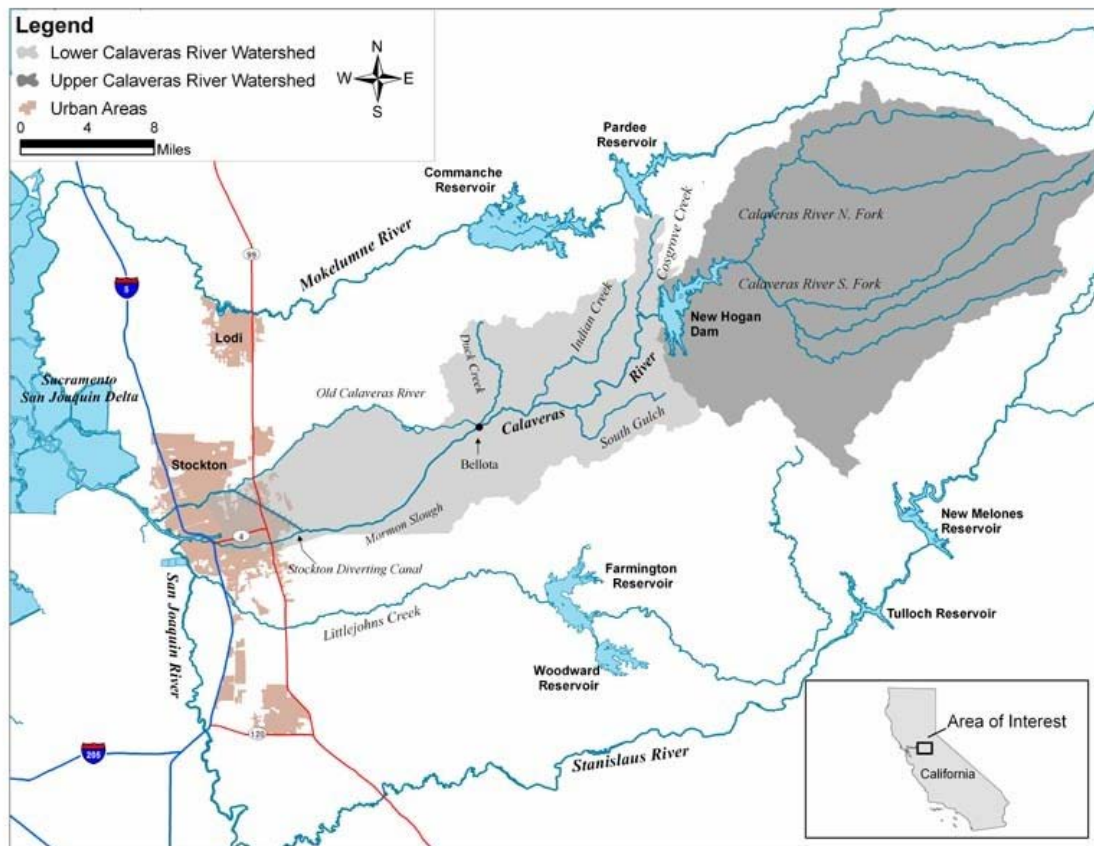 Legend
Lower Calaveras River Watershed
Upper Calaveras River Watershed
Urban Areas
0 4 8
Miles
N
W E
S
Pardee
Reservoir
Commanche
Reservoir
Mokelumne River
Cosgrove Creek
Calaveras River N. Fork
Calaveras River S. Fork
99
5
Lodi
New Hogan
Dam
Indian Creek
Duck Creek
Sacramento
San Joaquin Delta
Old Calaveras River
Calaveras
River
South Gulch
Bellota
Stockton
4
Mormon Slough
Stockton Diverting Canal
New Melones
Reservoir
San Joaquin River
Littlejohns Creek
Farmington
Reservoir
Tulloch Reservoir
Woodward
Reservoir
120
205
Stanislaus River
Area of Interest
California